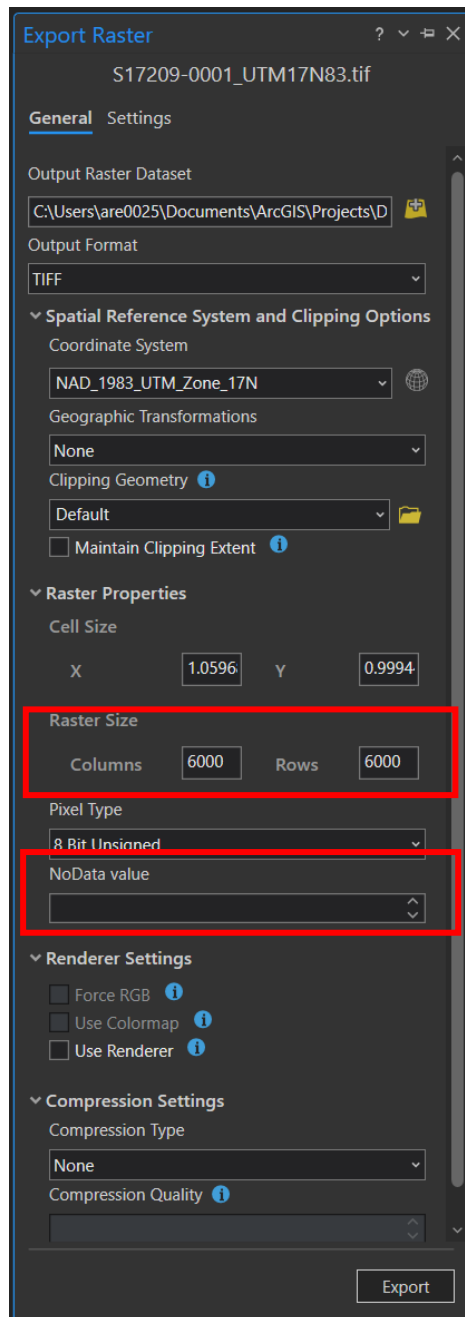 Export Raster
S17209-0001_UTM17N83.tif
General Settings
Output Raster Dataset
C:\Users\are0025\Documents\ArcGIS\Projects\D
Output Format
TIFF
Spatial Reference System and Clipping Options
Coordinate System
NAD_1983_UTM_Zone_17N
Geographic Transformations
None
Clipping Geometry
Default
Maintain Clipping Extent
Raster Properties
Cell Size
X 1.0596 Y 0.9994
Raster Size
Columns 6000 Rows 6000
Pixel Type
8 Bit Unsigned
NoData value
Renderer Settings
Force RGB
Use Colormap
Use Renderer
Compression Settings
Compression Type
None
Compression Quality
Export